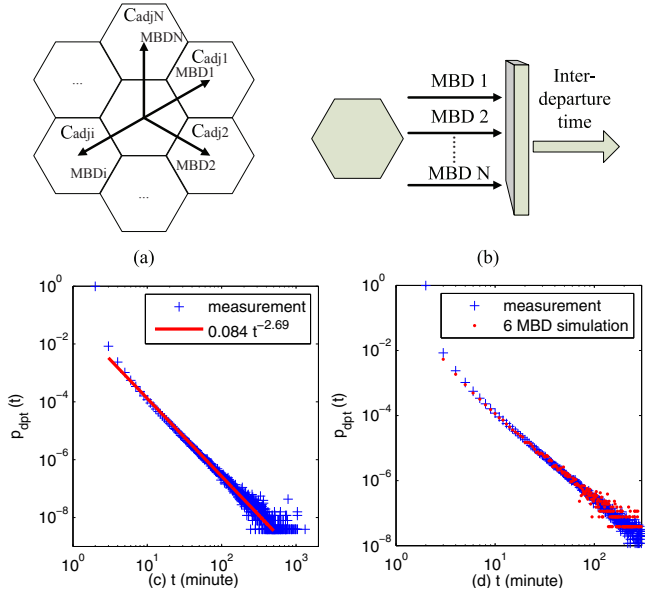 CadjN
MBDN
Cadj1
MBD1
...
Cadji
Cadj2
MBDi
MBD2
...
(a)
MBD 1
MBD 2
MBD N
Inter-
departure
time
(b)
measurement
0.084 t^-2.69
10^0
10^-2
10^-4
10^-6
10^-8
p_dpt (t)
10^0 10^1 10^2 10^3
(c) t (minute)
measurement
6 MBD simulation
10^0
10^-2
10^-4
10^-6
10^-8
p_dpt (t)
10^0 10^1 10^2
(d) t (minute)